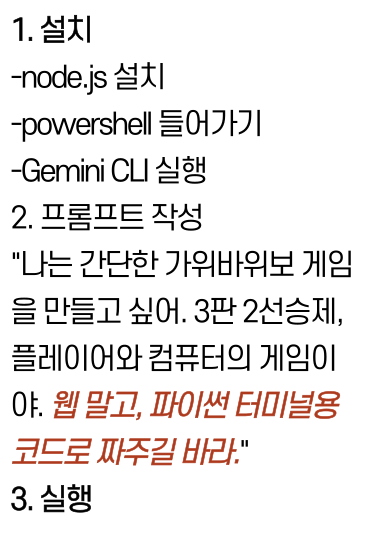 1. 설치
-node.js 설치
-powershell 들어가기
-Gemini CLI 실행
2. 프롬프트 작성
"나는 간단한 가위바위보 게임
을 만들고 싶어. 3판 2선승제,
플레이어와 컴퓨터의 게임이
야. 웹 말고, 파이썬 터미널용
코드로 짜주길 바라."
3. 실행